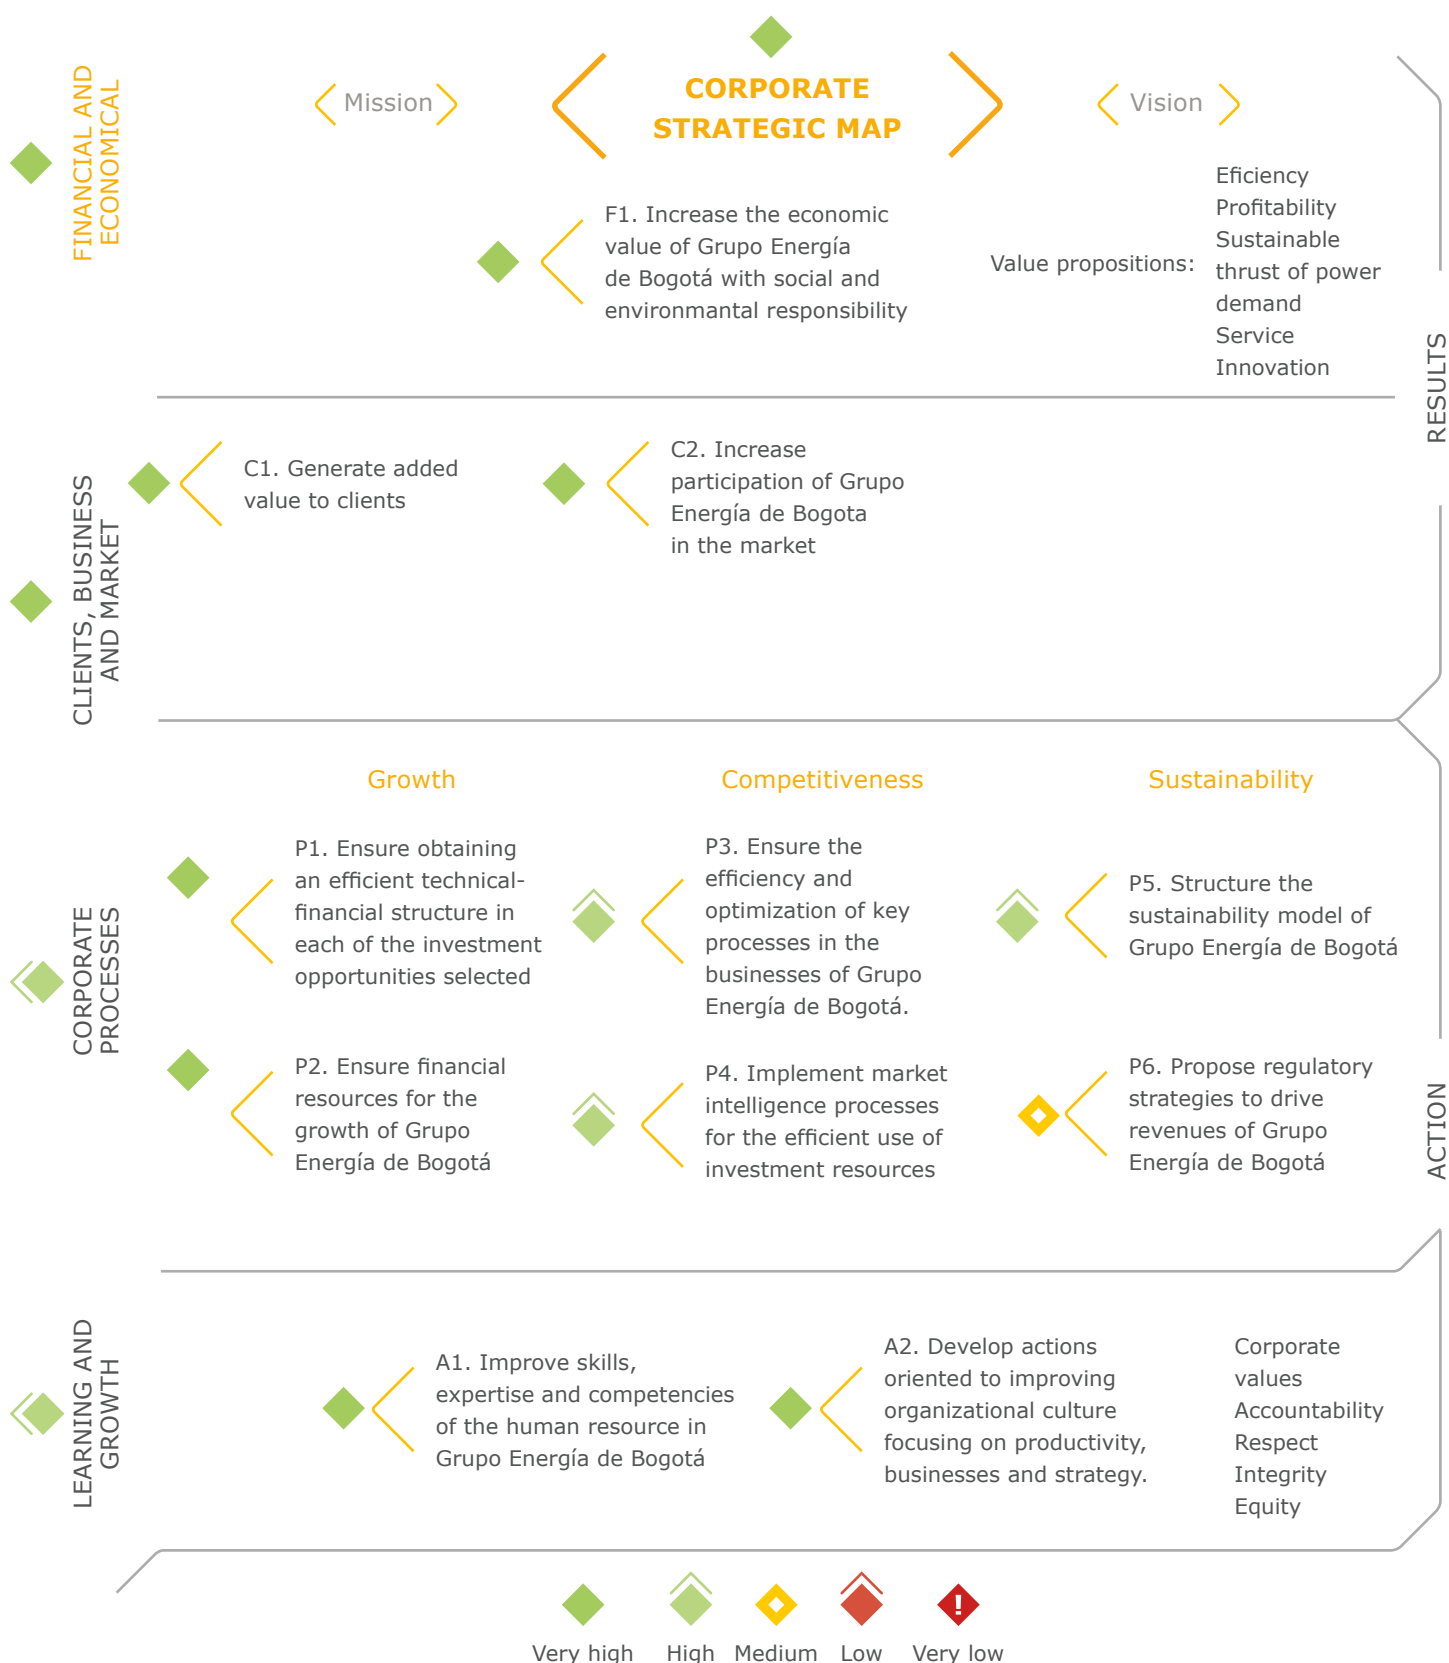 FINANCIAL AND
ECONOMICAL
Mission
CORPORATE
STRATEGIC MAP
Vision
F1. Increase the economic
value of Grupo Energía
de Bogotá with social and
environmantal responsibility
Value propositions:
Eficiency
Profitability
Sustainable
thrust of power
demand
Service
Innovation
RESULTS
CLIENTS, BUSINESS
AND MARKET
C1. Generate added
value to clients
C2. Increase
participation of Grupo
Energía de Bogota
in the market
CORPORATE
PROCESSES
Growth
P1. Ensure obtaining
an efficient technical-
financial structure in
each of the investment
opportunities selected
P2. Ensure financial
resources for the
growth of Grupo
Energía de Bogotá
Competitiveness
P3. Ensure the
efficiency and
optimization of key
processes in the
businesses of Grupo
Energía de Bogotá.
P4. Implement market
intelligence processes
for the efficient use of
investment resources
Sustainability
P5. Structure the
sustainability model of
Grupo Energía de Bogotá
P6. Propose regulatory
strategies to drive
revenues of Grupo
Energía de Bogotá
ACTION
LEARNING AND
GROWTH
A1. Improve skills,
expertise and competencies
of the human resource in
Grupo Energía de Bogotá
A2. Develop actions
oriented to improving
organizational culture
focusing on productivity,
businesses and strategy.
Corporate
values
Accountability
Respect
Integrity
Equity
!
Very high
High
Medium
Low
Very low